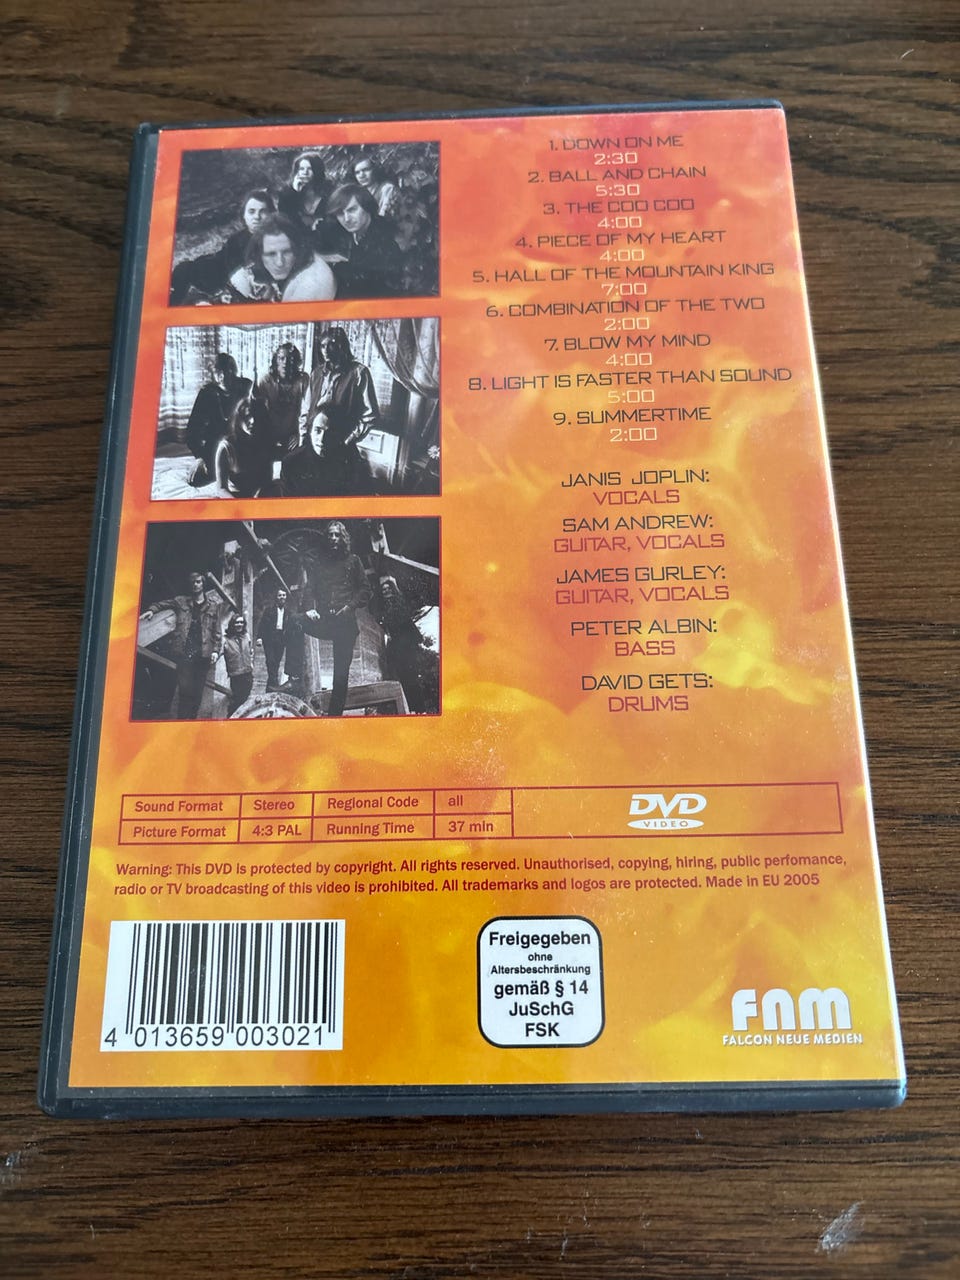 1. DOWN ON ME
2:30
2. BALL AND CHAIN
5:30
3. THE COO COO
4:00
4. PIECE OF MY HEART
4:00
5. HALL OF THE MOUNTAIN KING
7:00
6. COMBINATION OF THE TWO
2:00
7. BLOW MY MIND
4:00
8. LIGHT IS FASTER THAN SOUND
5:00
9. SUMMERTIME
2:00
JANIS JOPLIN:
VOCALS
SAM ANDREW:
GUITAR, VOCALS
JAMES GURLEY:
GUITAR, VOCALS
PETER ALBIN:
BASS
DAVID GETS:
DRUMS
Sound Format Stereo Regional Code all
Picture Format 4:3 PAL Running Time 37 min
DVD
VIDEO
Warning: This DVD is protected by copyright. All rights reserved. Unauthorised, copying, hiring, public perfomance,
radio or TV broadcasting of this video is prohibited. All trademarks and logos are protected. Made in EU 2005
4 013659 003021
Freigegeben
ohne
Altersbeschränkung
gemäß § 14
JuSchG
FSK
fnm
FALCON NEUE MEDIEN